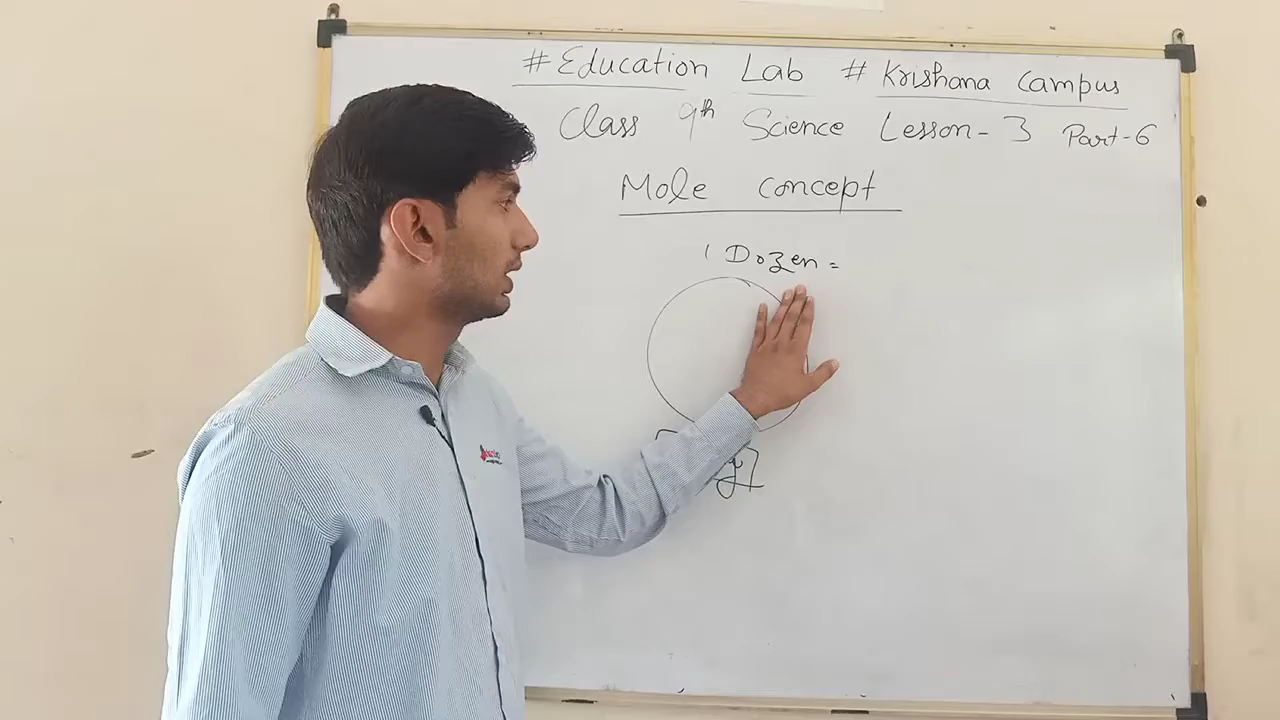 # Education Lab # Krishana Campus
Class 9th Science Lesson-3 Part-6
Mole concept
1 Dozen =